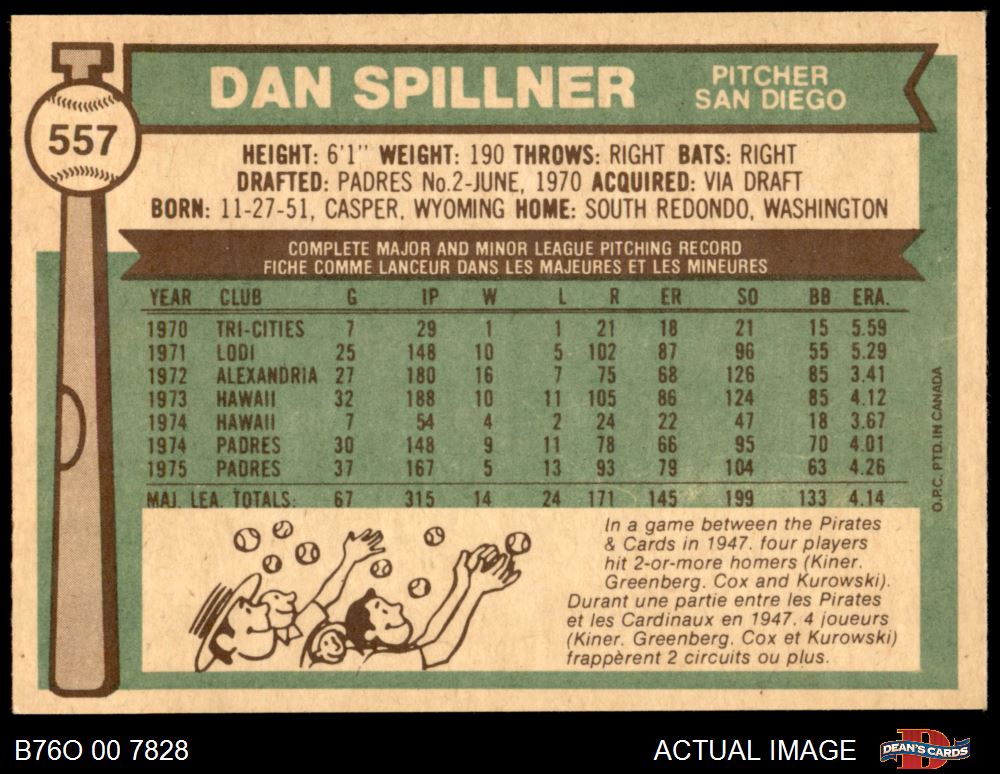 DAN SPILLNER
PITCHER
SAN DIEGO
557
HEIGHT: 6'1" WEIGHT: 190 THROWS: RIGHT BATS: RIGHT
DRAFTED: PADRES No.2-JUNE, 1970 ACQUIRED: VIA DRAFT
BORN: 11-27-51, CASPER, WYOMING HOME: SOUTH REDONDO, WASHINGTON
COMPLETE MAJOR AND MINOR LEAGUE PITCHING RECORD
FICHE COMME LANCEUR DANS LES MAJEURES ET LES MINEURES
YEAR CLUB G IP W L R ER SO BB ERA.
1970 TRI-CITIES 7 29 1 1 21 18 21 15 5.59
1971 LODI 25 148 10 5 102 87 96 55 5.29
1972 ALEXANDRIA 27 180 16 7 75 68 126 85 3.41
1973 HAWAII 32 188 10 11 105 86 124 85 4.12
1974 HAWAII 7 54 4 2 24 22 47 18 3.67
1974 PADRES 30 148 9 11 78 66 95 70 4.01
1975 PADRES 37 167 5 13 93 79 104 63 4.26
MAJ. LEA. TOTALS: 67 315 14 24 171 145 199 133 4.14
O.P.C. PTD. IN CANADA
In a game between the Pirates
& Cards in 1947. four players
hit 2-or-more homers (Kiner.
Greenberg. Cox and Kurowski).
Durant une partie entre les Pirates
et les Cardinaux en 1947. 4 joueurs
(Kiner. Greenberg. Cox et Kurowski)
frappèrent 2 circuits ou plus.
B76O 00 7828
ACTUAL IMAGE
DEAN'S CARDS